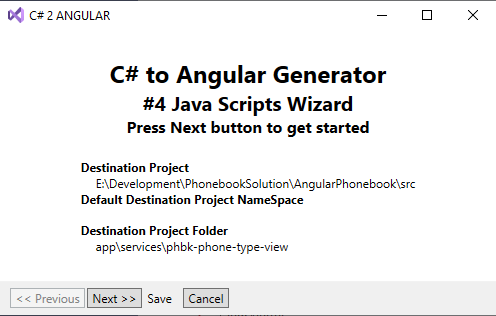 C# 2 ANGULAR
C# to Angular Generator
#4 Java Scripts Wizard
Press Next button to get started
Destination Project
E:\Development\PhonebookSolution\AngularPhonebook\src
Default Destination Project NameSpace
Destination Project Folder
app\services\phbk-phone-type-view
<< Previous Next >> Save Cancel